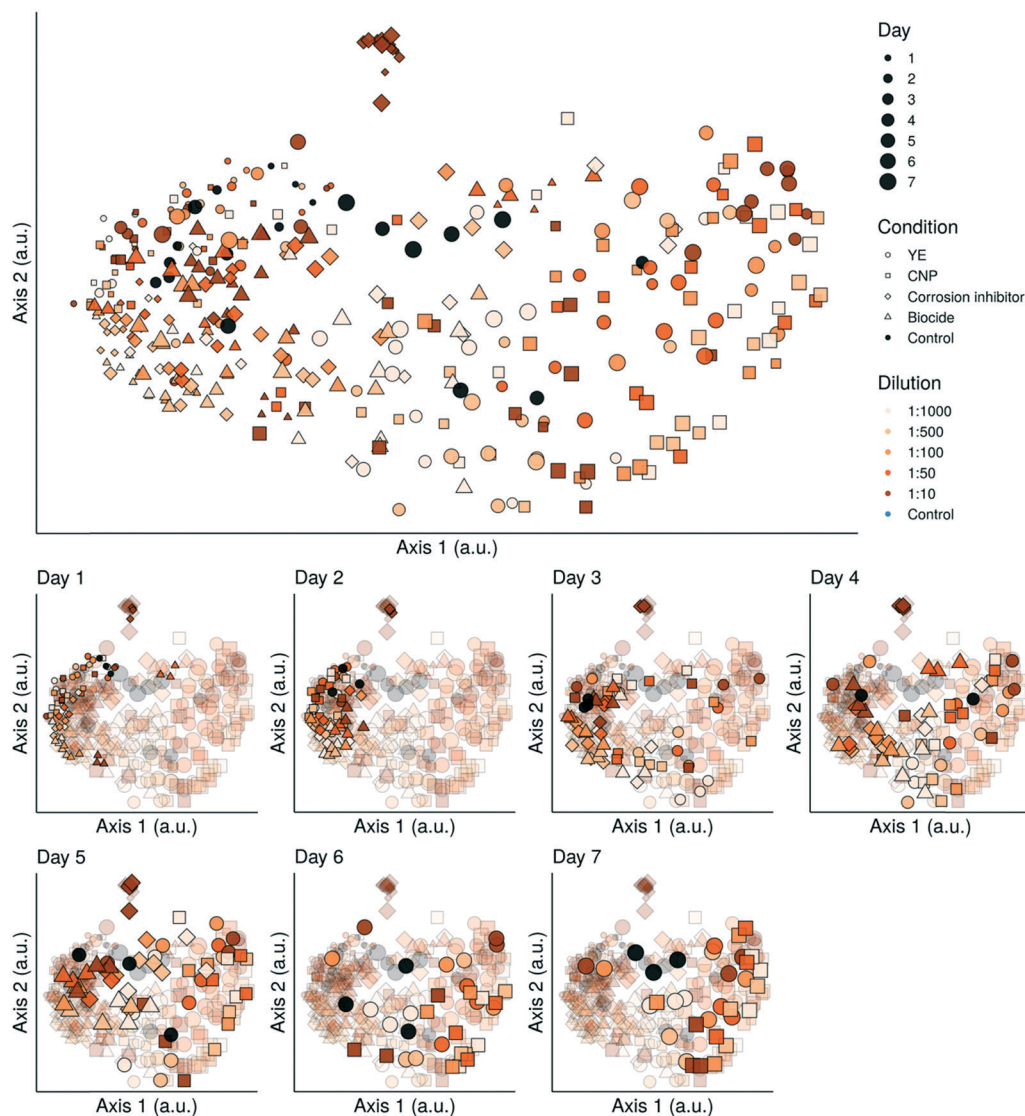 Axis 2 (a.u.)
Axis 1 (a.u.)
Day
1
2
3
4
5
6
7
Condition
YE
CNP
Corrosion inhibitor
Biocide
Control
Dilution
1:1000
1:500
1:100
1:50
1:10
Control
Day 1
Day 2
Day 3
Day 4
Axis 2 (a.u.)
Axis 2 (a.u.)
Axis 2 (a.u.)
Axis 2 (a.u.)
Axis 1 (a.u.)
Axis 1 (a.u.)
Axis 1 (a.u.)
Axis 1 (a.u.)
Day 5
Day 6
Day 7
Axis 2 (a.u.)
Axis 2 (a.u.)
Axis 2 (a.u.)
Axis 1 (a.u.)
Axis 1 (a.u.)
Axis 1 (a.u.)